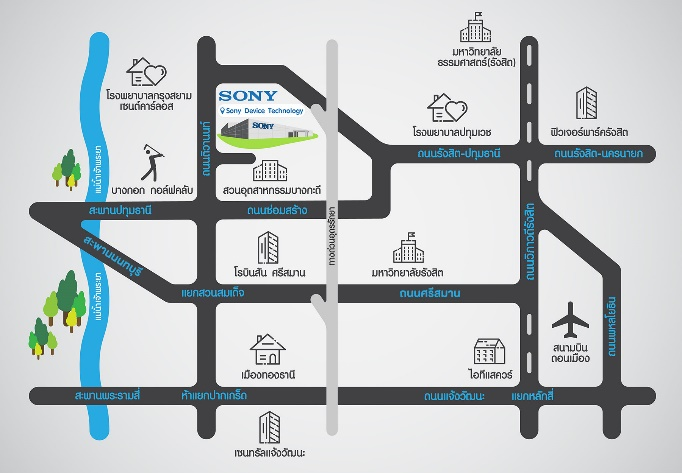 มหาวิทยาลัย
ธรรมศาสตร์(รังสิต)
โรงพยาบาลกรุงสยาม
เซนต์คาร์ลอส
SONY
Sony Device Technology
SONY
โรงพยาบาลปทุมเวช
ฟิวเจอร์พาร์ครังสิต
ถนนติวานนท์
แม่น้ำเจ้าพระยา
ถนนรังสิต-ปทุมธานี
ถนนรังสิต-นครนายก
บางกอก กอล์ฟคลับ
สวนอุตสาหกรรมบางกะดี
สะพานปทุมธานี
ถนนซ่อมสร้าง
ทางด่วนอุดรรัถยา
ถนนวิภาวดีรังสิต
สะพานนนทบุรี
โรบินสัน ศรีสมาน
มหาวิทยาลัยรังสิต
แม่น้ำเจ้าพระยา
แยกสวนสมเด็จ
ถนนศรีสมาน
ถนนพหลโยธิน
สนามบิน
ดอนเมือง
เมืองทองธานี
ไอทีสแควร์
สะพานพระรามสี่
ห้าแยกปากเกร็ด
ถนนแจ้งวัฒนะ
แยกหลักสี่
เซนทรัลแจ้งวัฒนะ